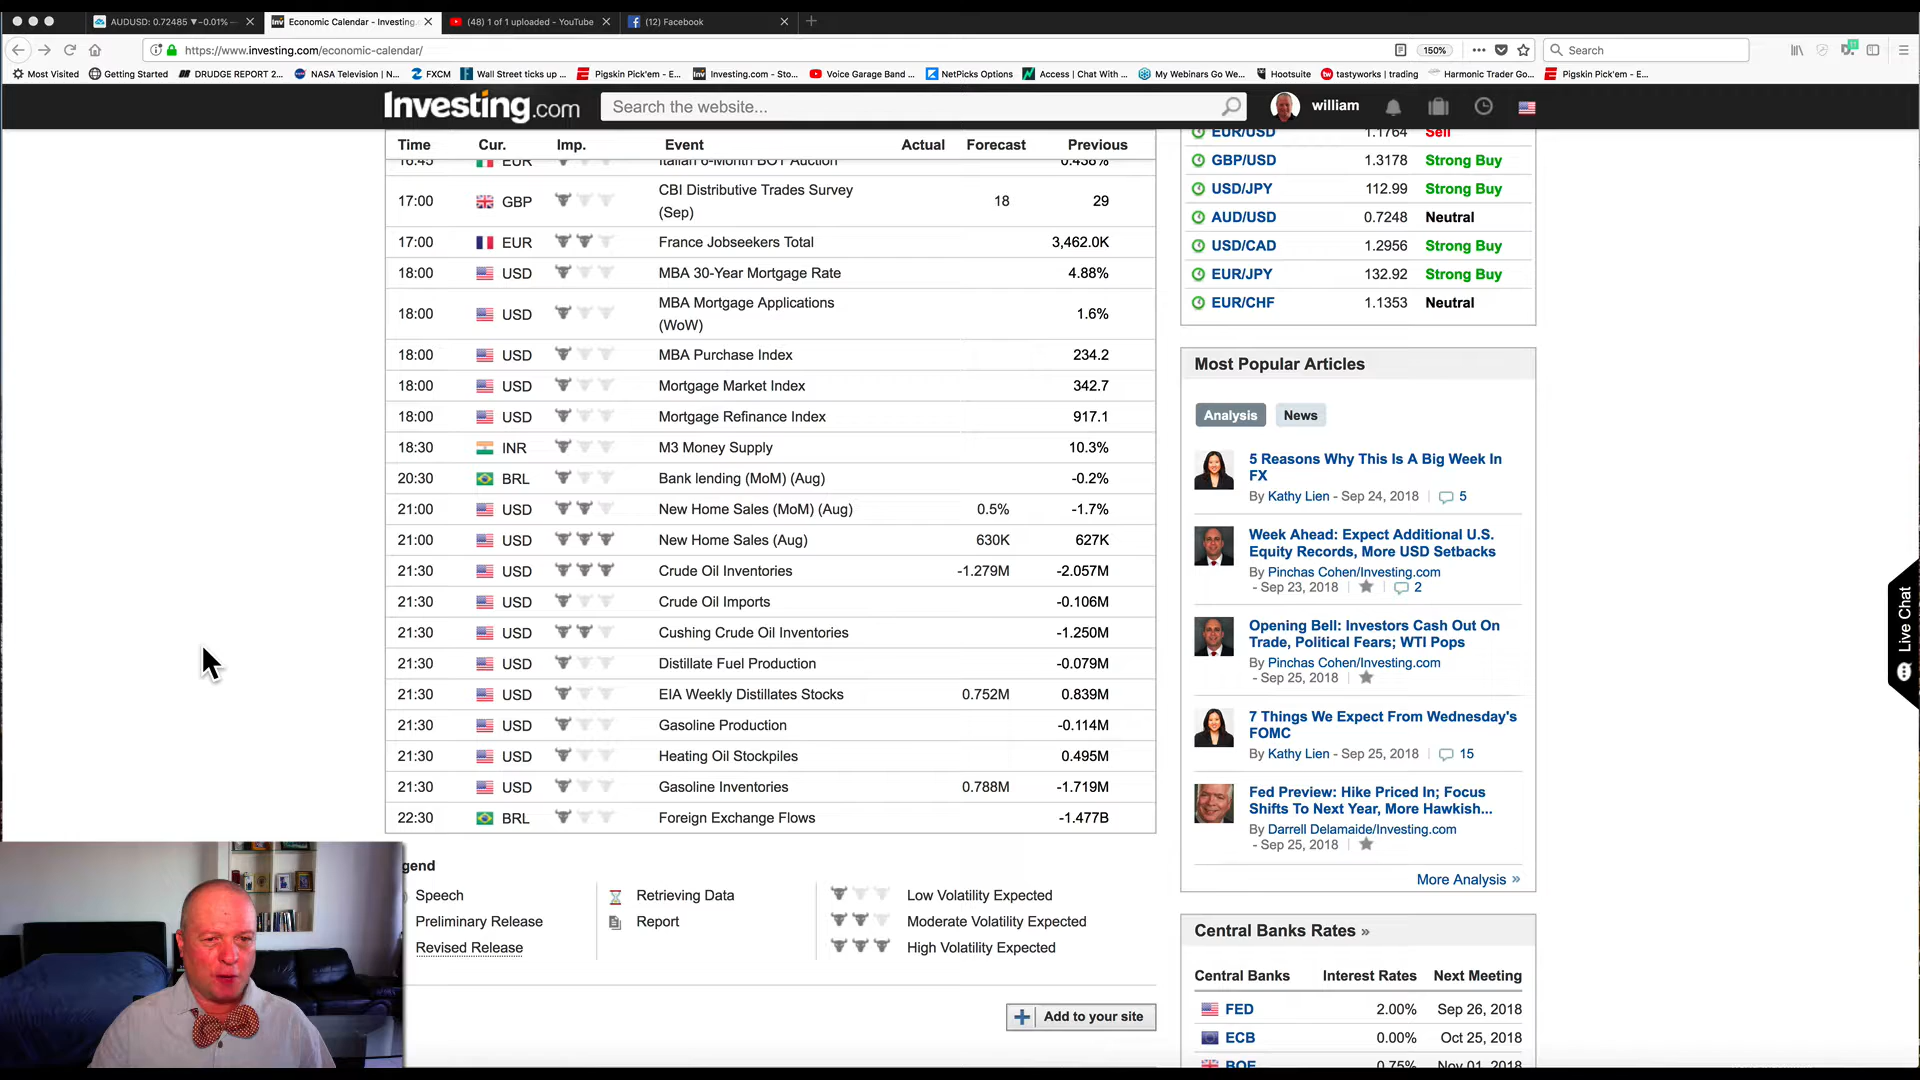 AUDUSD: 0.72485 ▼−0.01%
Economic Calendar - Investing.
(48) 1 of 1 uploaded - YouTube
(12) Facebook
https://www.investing.com/economic-calendar/
150%
Search
Most Visited
Getting Started
DRUDGE REPORT 2...
NASA Television | N...
FXCM
Wall Street ticks up ...
Pigskin Pick'em - E...
Investing.com - Sto...
Voice Garage Band ...
NetPicks Options
Access | Chat With ...
My Webinars Go We...
Hootsuite
tastyworks | trading
Harmonic Trader Go...
Pigskin Pick'em - E...
Investing.com
Search the website...
william
Time Cur. Imp. Event Actual Forecast Previous
16:45 EUR Italian 6-Month BOT Auction 0.438%
17:00 GBP CBI Distributive Trades Survey (Sep) 18 29
17:00 EUR France Jobseekers Total 3,462.0K
18:00 USD MBA 30-Year Mortgage Rate 4.88%
18:00 USD MBA Mortgage Applications (WoW) 1.6%
18:00 USD MBA Purchase Index 234.2
18:00 USD Mortgage Market Index 342.7
18:00 USD Mortgage Refinance Index 917.1
18:30 INR M3 Money Supply 10.3%
20:30 BRL Bank lending (MoM) (Aug) -0.2%
21:00 USD New Home Sales (MoM) (Aug) 0.5% -1.7%
21:00 USD New Home Sales (Aug) 630K 627K
21:30 USD Crude Oil Inventories -1.279M -2.057M
21:30 USD Crude Oil Imports -0.106M
21:30 USD Cushing Crude Oil Inventories -1.250M
21:30 USD Distillate Fuel Production -0.079M
21:30 USD EIA Weekly Distillates Stocks 0.752M 0.839M
21:30 USD Gasoline Production -0.114M
21:30 USD Heating Oil Stockpiles 0.495M
21:30 USD Gasoline Inventories 0.788M -1.719M
22:30 BRL Foreign Exchange Flows -1.477B
gend
Speech
Preliminary Release
Revised Release
Retrieving Data
Report
Low Volatility Expected
Moderate Volatility Expected
High Volatility Expected
Add to your site
EUR/USD 1.1764 Sell
GBP/USD 1.3178 Strong Buy
USD/JPY 112.99 Strong Buy
AUD/USD 0.7248 Neutral
USD/CAD 1.2956 Strong Buy
EUR/JPY 132.92 Strong Buy
EUR/CHF 1.1353 Neutral
Most Popular Articles
Analysis News
5 Reasons Why This Is A Big Week In
FX
By Kathy Lien - Sep 24, 2018 | 5
Week Ahead: Expect Additional U.S.
Equity Records, More USD Setbacks
By Pinchas Cohen/Investing.com
- Sep 23, 2018 | 2
Opening Bell: Investors Cash Out On
Trade, Political Fears; WTI Pops
By Pinchas Cohen/Investing.com
- Sep 25, 2018 |
7 Things We Expect From Wednesday's
FOMC
By Kathy Lien - Sep 25, 2018 | 15
Fed Preview: Hike Priced In; Focus
Shifts To Next Year, More Hawkish...
By Darrell Delamaide/Investing.com
- Sep 25, 2018 |
More Analysis »
Central Banks Rates »
Central Banks Interest Rates Next Meeting
FED 2.00% Sep 26, 2018
ECB 0.00% Oct 25, 2018
BOE 0.75% Nov 01, 2018
Live Chat